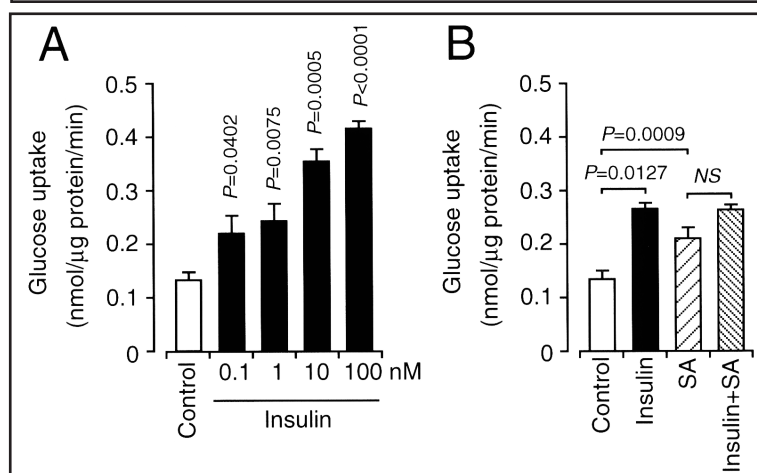 A
Glucose uptake
(nmol/μg protein/min)
0.5
0.4
0.3
0.2
0.1
0
P=0.0402
P=0.0075
P=0.0005
P<0.0001
Control
0.1
1
10
100 nM
Insulin
B
Glucose uptake
(nmol/μg protein/min)
0.5
0.4
0.3
0.2
0.1
0
P=0.0009
P=0.0127
NS
Control
Insulin
SA
Insulin+SA